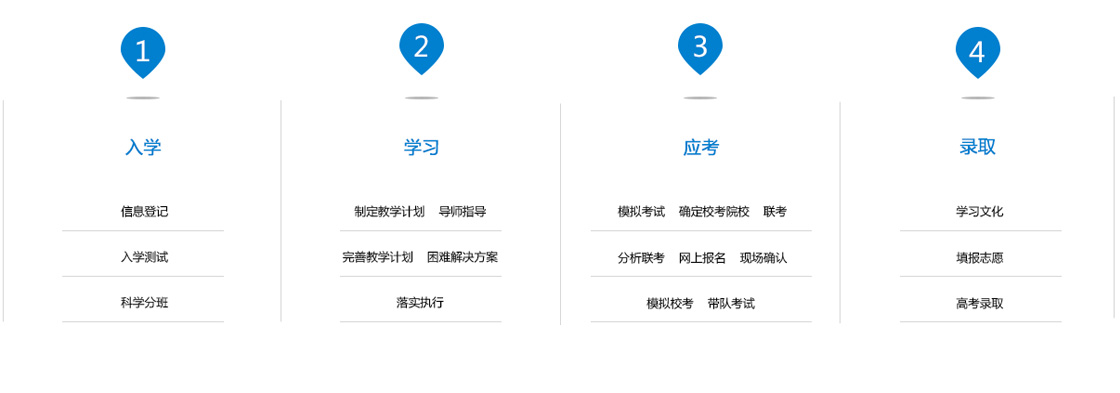 1
入学
信息登记
入学测试
科学分班
2
学习
制定教学计划 导师指导
完善教学计划 困难解决方案
落实执行
3
应考
模拟考试 确定校考院校 联考
分析联考 网上报名 现场确认
模拟校考 带队考试
4
录取
学习文化
填报志愿
高考录取